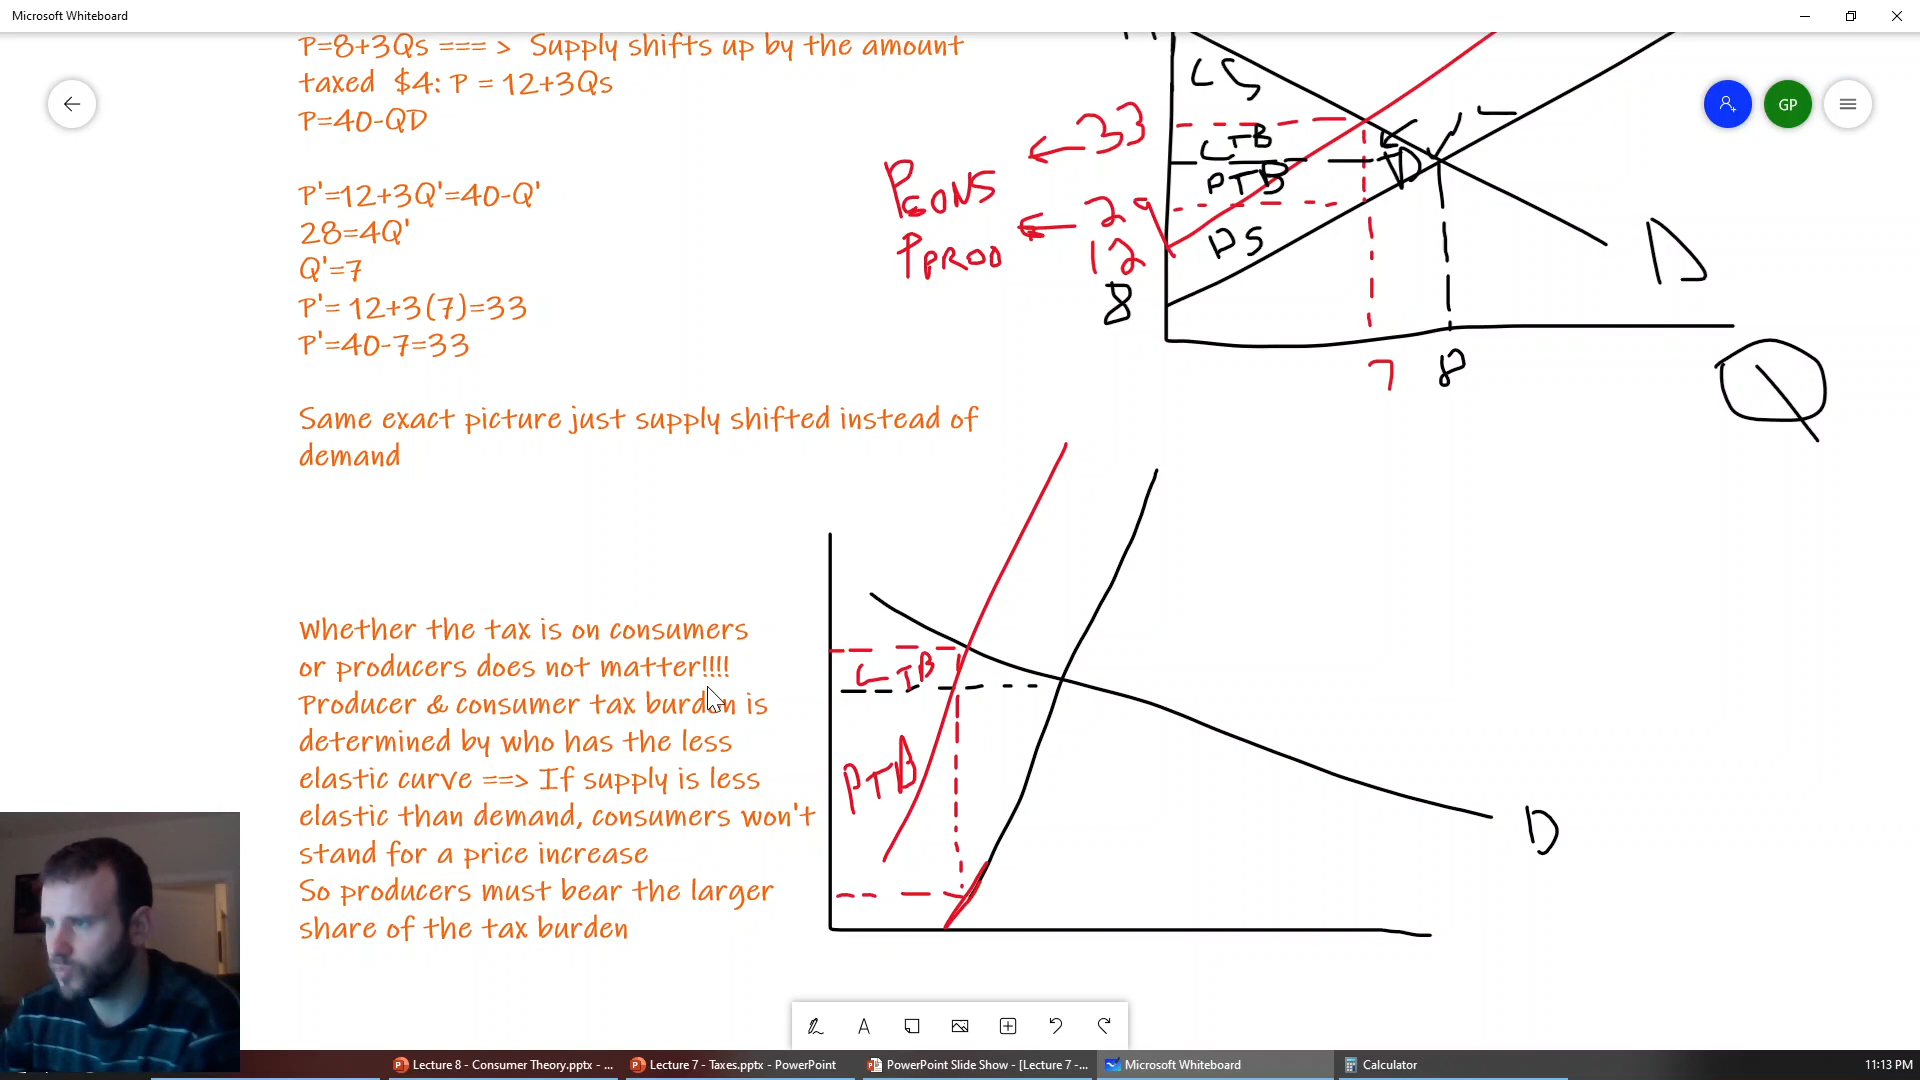 Microsoft Whiteboard
P=8+3Qs === > Supply shifts up by the amount
taxed $4: P = 12+3Qs
P=40-QD
P'=12+3Q'=40-Q'
28=4Q'
Q'=7
P'= 12+3(7)=33
P'=40-7=33
Same exact picture just supply shifted instead of
demand
CS
33
CTB
PTB
PCONS
29
PPROD
12
PS
8
D
7
8
Q
GP
Whether the tax is on consumers
or producers does not matter!!!!
Producer & consumer tax burden is
determined by who has the less
elastic curve ==> If supply is less
elastic than demand, consumers won't
stand for a price increase
So producers must bear the larger
share of the tax burden
CTB
PTB
D
A
Lecture 8 - Consumer Theory.pptx - ...
Lecture 7 - Taxes.pptx - PowerPoint
PowerPoint Slide Show - [Lecture 7 -...
Microsoft Whiteboard
Calculator
11:13 PM